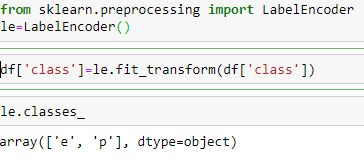 from sklearn.preprocessing import LabelEncoder
le=LabelEncoder()
df['class']=le.fit_transform(df['class'])
le.classes_
array(['e', 'p'], dtype=object)